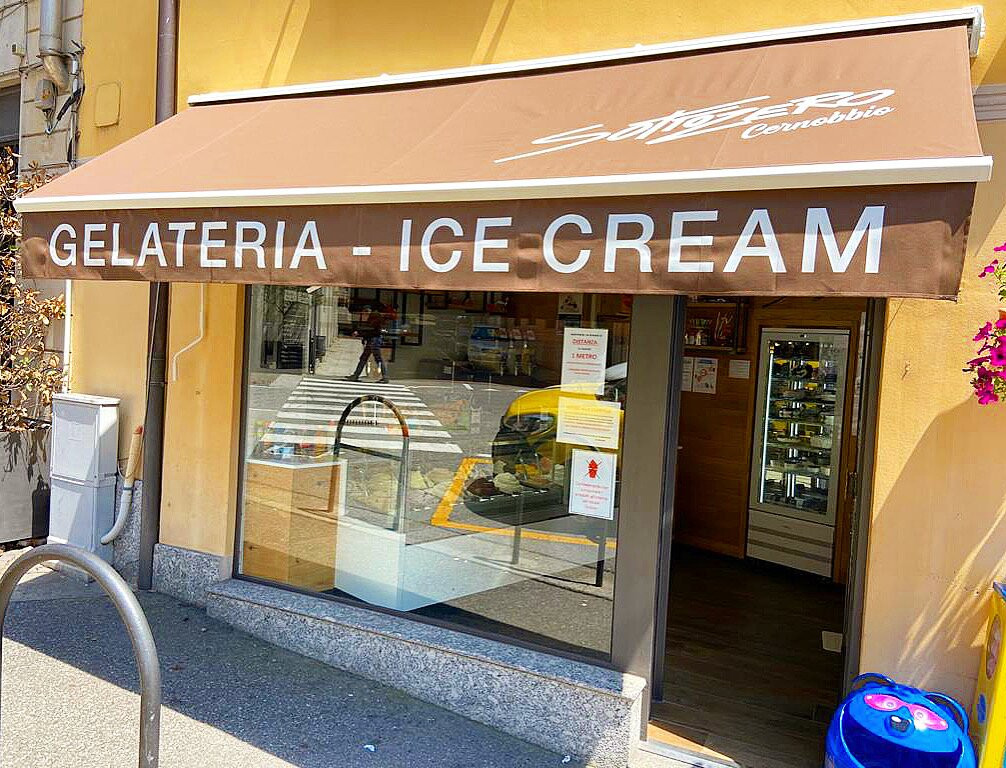 SOTTOZERO
Cernobbio
GELATERIA - ICE CREAM
DISTANZA
1 METRO